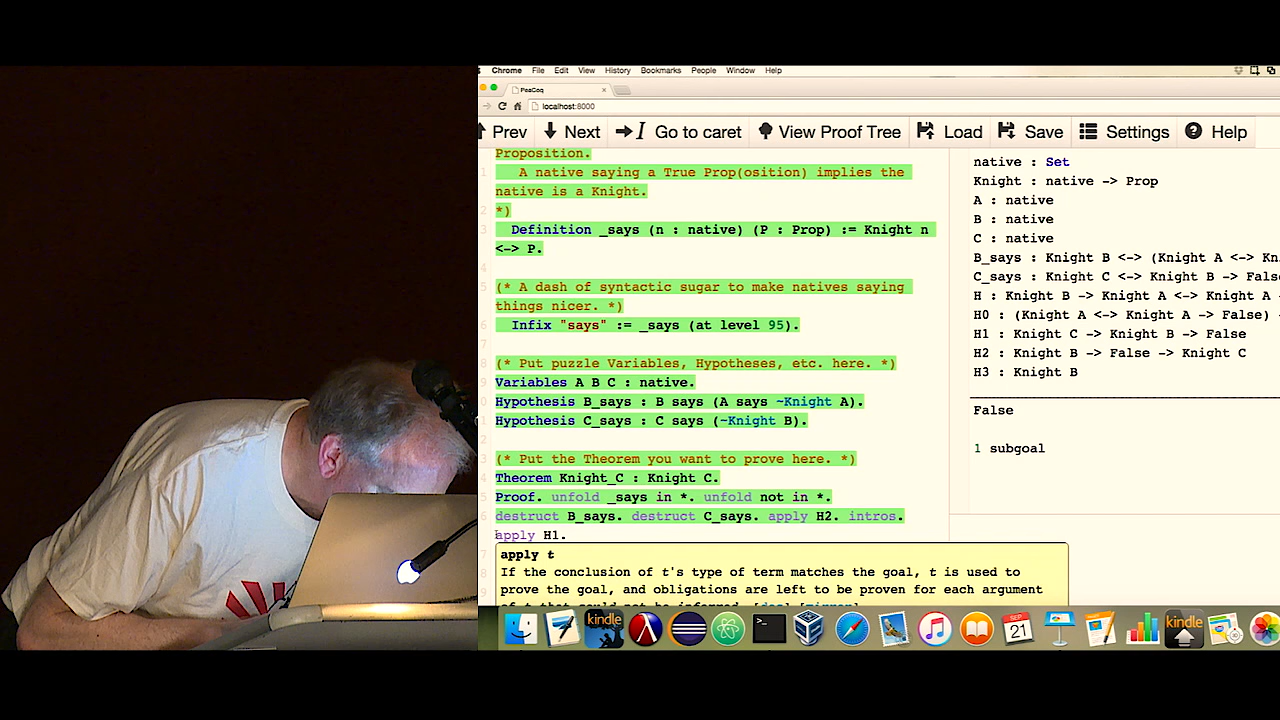 Chrome File Edit View History Bookmarks People Window Help
PeaCoq
localhost:8000
Prev Next Go to caret View Proof Tree Load Save Settings Help
Proposition.
A native saying a True Prop(osition) implies the
native is a Knight.
*)
Definition _says (n : native) (P : Prop) := Knight n
<-> P.
(* A dash of syntactic sugar to make natives saying
things nicer. *)
Infix "says" := _says (at level 95).
(* Put puzzle Variables, Hypotheses, etc. here. *)
Variables A B C : native.
Hypothesis B_says : B says (A says ~Knight A).
Hypothesis C_says : C says (~Knight B).
(* Put the Theorem you want to prove here. *)
Theorem Knight_C : Knight C.
Proof. unfold _says in *. unfold not in *.
destruct B_says. destruct C_says. apply H2. intros.
apply H1.
apply t
If the conclusion of t's type of term matches the goal, t is used to
prove the goal, and obligations are left to be proven for each argument
native : Set
Knight : native -> Prop
A : native
B : native
C : native
B_says : Knight B <-> (Knight A <-> Kn
C_says : Knight C <-> Knight B -> False
H : Knight B -> Knight A <-> Knight A
H0 : (Knight A <-> Knight A -> False)
H1 : Knight C -> Knight B -> False
H2 : Knight B -> False -> Knight C
H3 : Knight B
False
1 subgoal
kindle
SEP
21
kindle